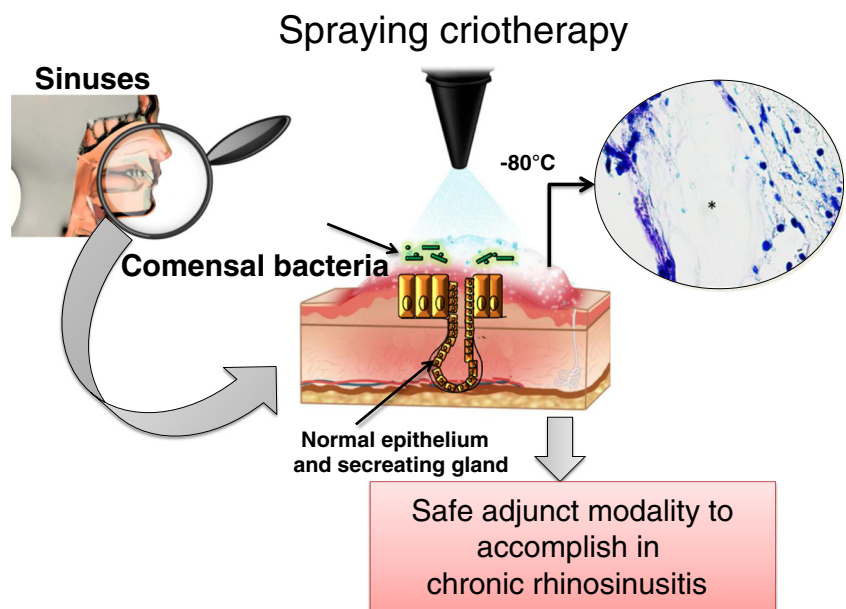 Spraying criotherapy
Sinuses
-80°C
*
Comensal bacteria
Normal epithelium
and secreating gland
Safe adjunct modality to
accomplish in
chronic rhinosinusitis